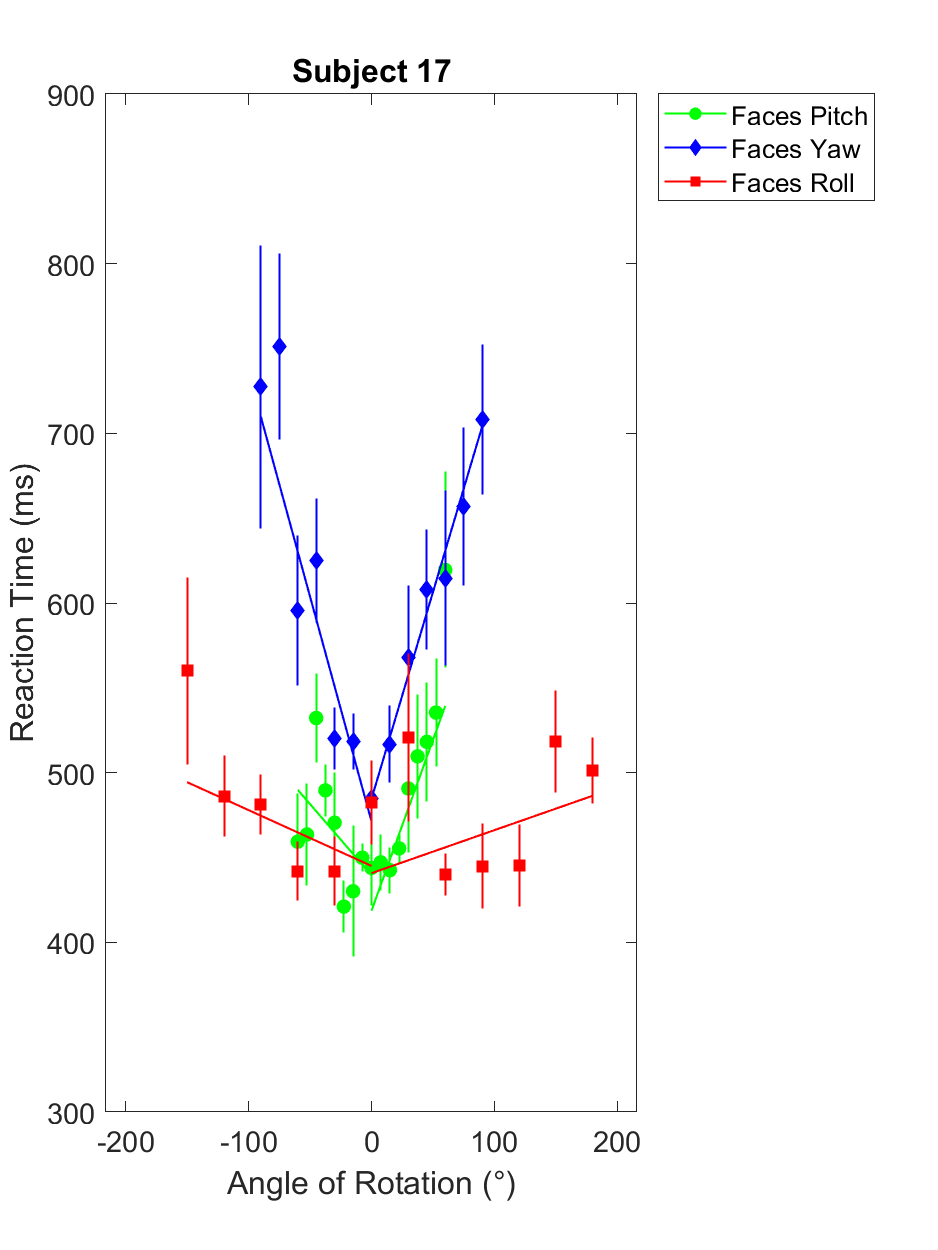 Subject 17
900
800
700
600
500
400
300
Reaction Time (ms)
-200 -100 0 100 200
Angle of Rotation (°)
Faces Pitch
Faces Yaw
Faces Roll